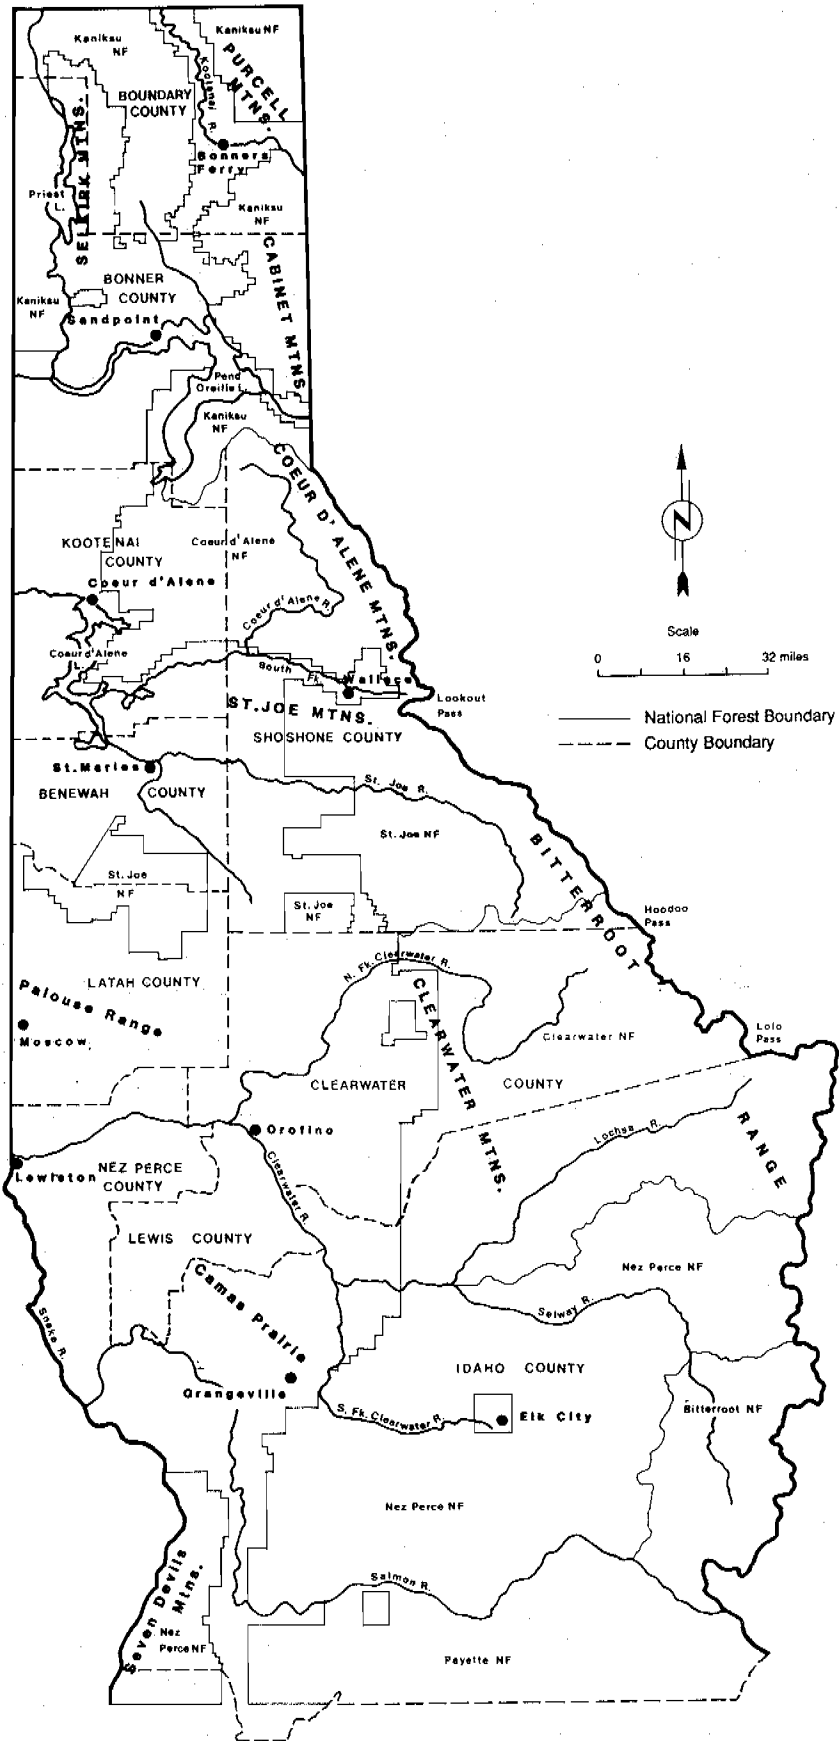 Kaniksu NF
Kaniksu
NF
PURCELL
MTNS.
Kootenai R.
BOUNDARY
COUNTY
SELKIRK MTNS.
Bonners
Ferry
Priest
L.
Kaniksu
NF
CABINET MTNS.
BONNER
COUNTY
Kaniksu
NF
Sandpoint
Pend
Oreille L.
Kaniksu
NF
COEUR D'ALENE MTNS.
KOOTENAI
COUNTY
Coeur d'Alene
NF
Coeur d'Alene
Coeur d'Alene R.
Coeur d'Alene
L.
South Fk.
Wallace
Lookout
Pass
ST. JOE MTNS.
SHOSHONE COUNTY
N
Scale
0 16 32 miles
National Forest Boundary
County Boundary
St. Maries
BENEWAH COUNTY
St. Joe R.
St. Joe NF
St. Joe
NF
St. Joe
NF
BITTERROOT
RANGE
Hoodoo
Pass
LATAH COUNTY
N. Fk. Clearwater R.
Palouse Range
Moscow
CLEARWATER MTNS.
Clearwater NF
Lolo
Pass
CLEARWATER COUNTY
Orofino
Lochsa R.
Lewiston
NEZ PERCE
COUNTY
Clearwater R.
LEWIS COUNTY
Nez Perce NF
Camas Prairie
Selway R.
Snake R.
IDAHO COUNTY
Grangeville
S. Fk. Clearwater R.
Elk City
Bitterroot NF
Nez Perce NF
Seven Devils
Mtns.
Salmon R.
Nez
Perce NF
Payette NF